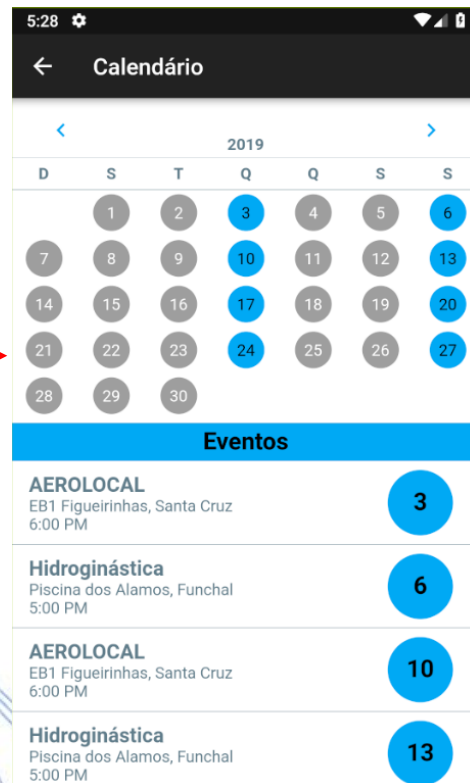 5:28
Calendário
2019
D S T Q Q S S
1 2 3 4 5 6
7 8 9 10 11 12 13
14 15 16 17 18 19 20
21 22 23 24 25 26 27
28 29 30
Eventos
AEROLOCAL
EB1 Figueirinhas, Santa Cruz
6:00 PM
3
Hidroginástica
Piscina dos Alamos, Funchal
5:00 PM
6
AEROLOCAL
EB1 Figueirinhas, Santa Cruz
6:00 PM
10
Hidroginástica
Piscina dos Alamos, Funchal
5:00 PM
13